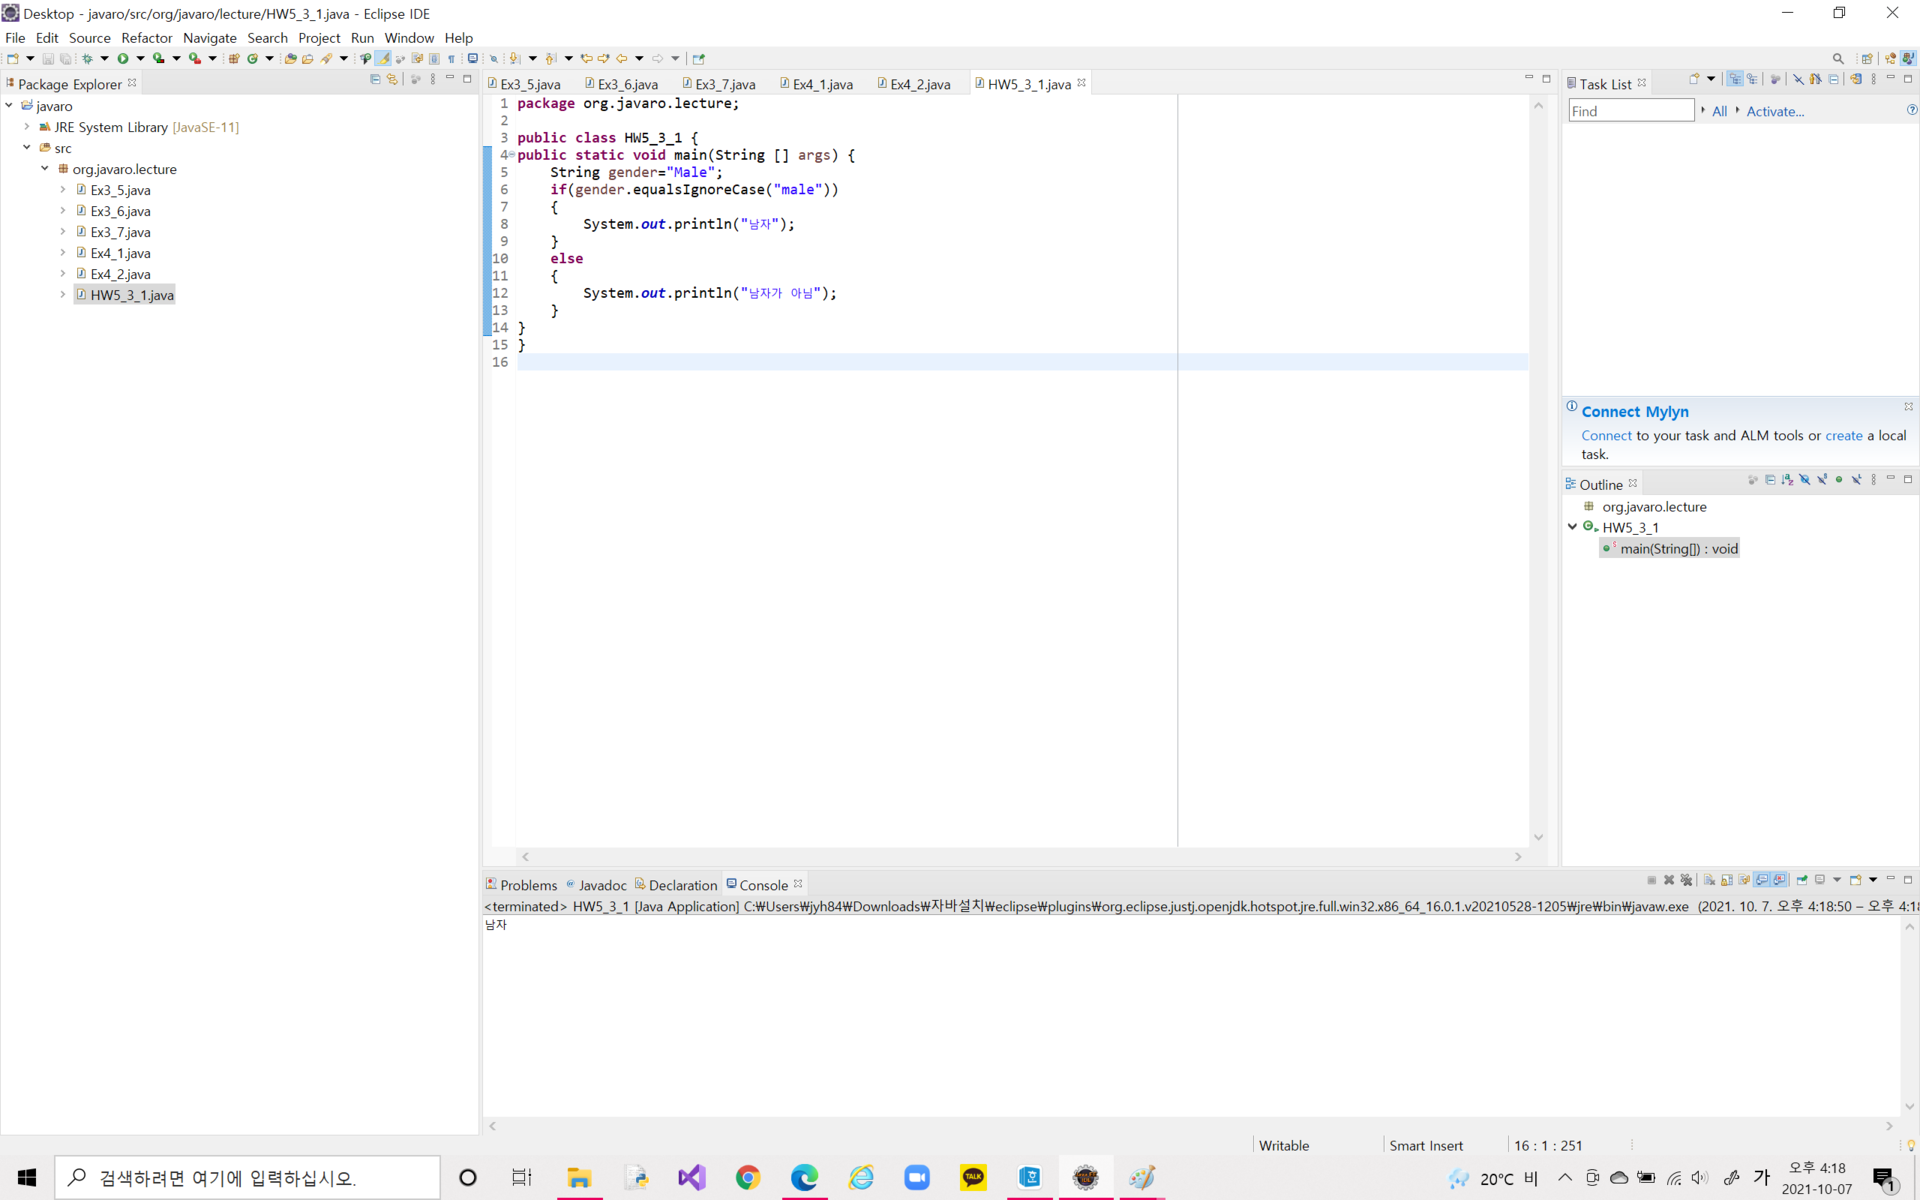 Desktop - javaro/src/org/javaro/lecture/HW5_3_1.java - Eclipse IDE
File Edit Source Refactor Navigate Search Project Run Window Help
Package Explorer
javaro
JRE System Library [JavaSE-11]
src
org.javaro.lecture
Ex3_5.java
Ex3_6.java
Ex3_7.java
Ex4_1.java
Ex4_2.java
HW5_3_1.java
Ex3_5.java Ex3_6.java Ex3_7.java Ex4_1.java Ex4_2.java HW5_3_1.java
1 package org.javaro.lecture;
2
3 public class HW5_3_1 {
4 public static void main(String [] args) {
5 String gender="Male";
6 if(gender.equalsIgnoreCase("male"))
7 {
8 System.out.println("남자");
9 }
10 else
11 {
12 System.out.println("남자가 아님");
13 }
14 }
15 }
16
Task List
Find All Activate...
Connect Mylyn
Connect to your task and ALM tools or create a local
task.
Outline
org.javaro.lecture
HW5_3_1
main(String[]) : void
Problems Javadoc Declaration Console
<terminated> HW5_3_1 [Java Application] C:₩Users₩jyh84₩Downloads₩자바설치₩eclipse₩plugins₩org.eclipse.justj.openjdk.hotspot.jre.full.win32.x86_64_16.0.1.v20210528-1205₩jre₩bin₩javaw.exe (2021. 10. 7. 오후 4:18:50 – 오후 4:18
남자
Writable Smart Insert 16 : 1 : 251
검색하려면 여기에 입력하십시오.
TALK
20°C 비
가
오후 4:18
2021-10-07
1